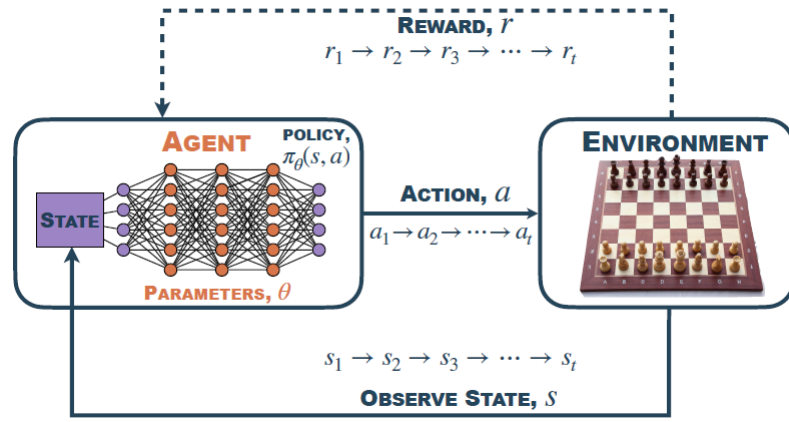 REWARD, r
r₁ → r₂ → r₃ → ⋯ → rₜ
AGENT
POLICY,
π_θ(s, a)
STATE
PARAMETERS, θ
ACTION, a
a₁→a₂→⋯→aₜ
ENVIRONMENT
s₁ → s₂ → s₃ → ⋯ → sₜ
OBSERVE STATE, s